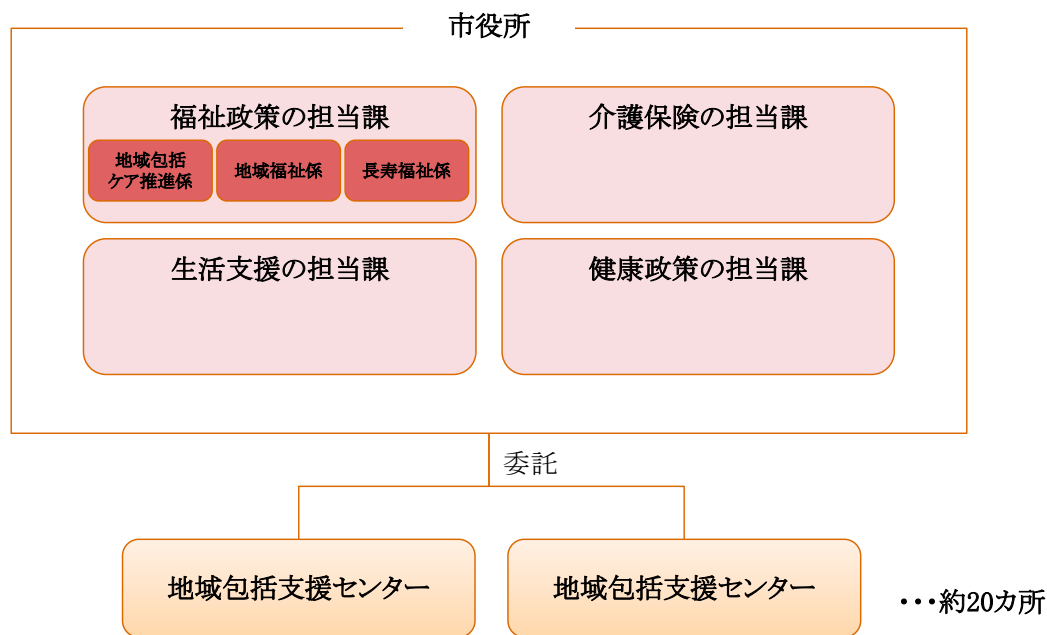 市役所
福祉政策の担当課
地域包括
ケア推進係
地域福祉係
長寿福祉係
介護保険の担当課
生活支援の担当課
健康政策の担当課
委託
地域包括支援センター
地域包括支援センター
・・・約20カ所